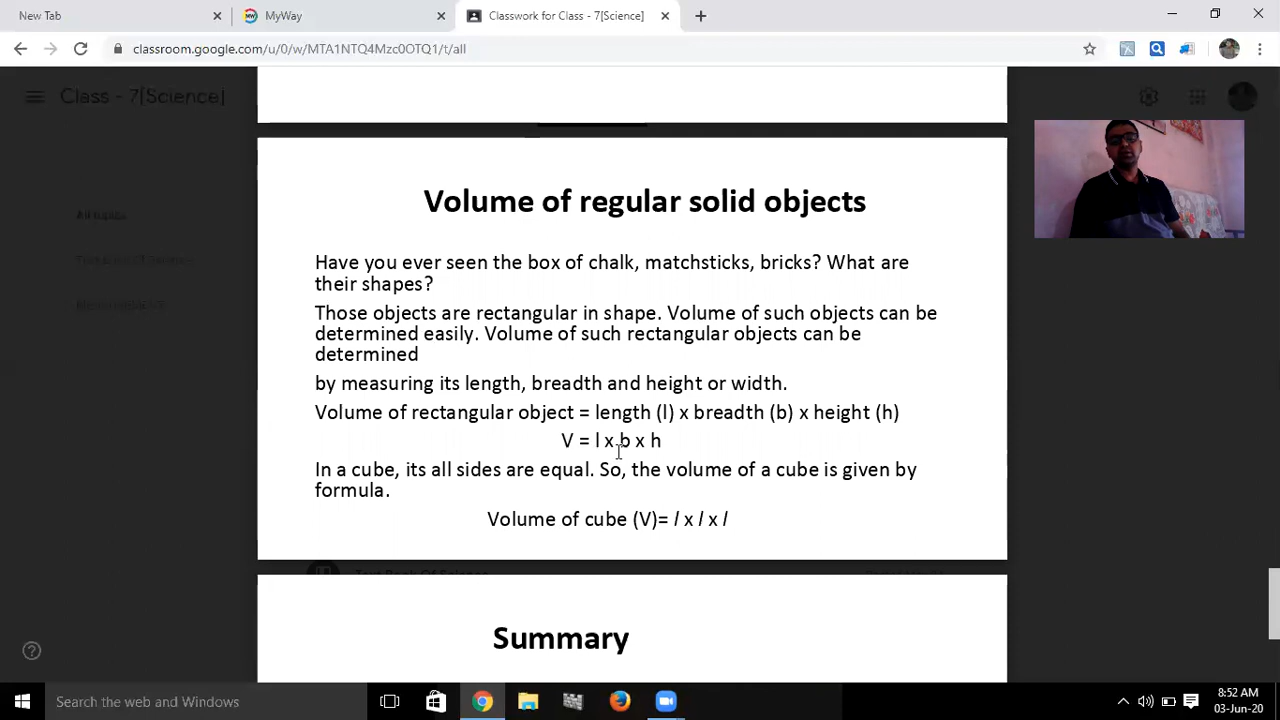 New Tab
MyWay
Classwork for Class - 7[Science]
classroom.google.com/u/0/w/MTA1NTQ4Mzc0OTQ1/t/all
Class - 7[Science]
Volume of regular solid objects
Have you ever seen the box of chalk, matchsticks, bricks? What are
their shapes?
Those objects are rectangular in shape. Volume of such objects can be
determined easily. Volume of such rectangular objects can be
determined
by measuring its length, breadth and height or width.
Volume of rectangular object = length (l) x breadth (b) x height (h)
V = l x b x h
In a cube, its all sides are equal. So, the volume of a cube is given by
formula.
Volume of cube (V)= l x l x l
Summary
Search the web and Windows
8:52 AM
03-Jun-20